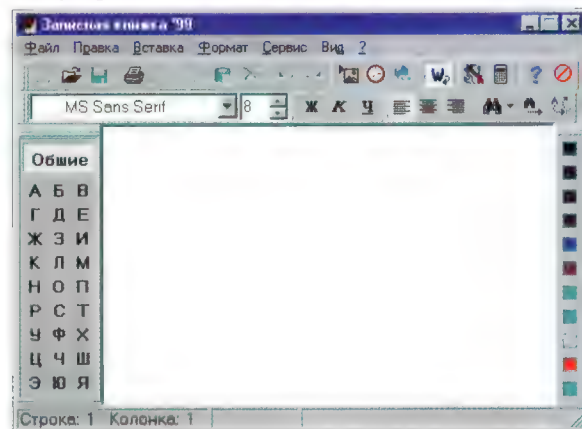 Записная книжка '99
Файл Правка Вставка Формат Сервис Вид ?
W
?
MS Sans Serif 8 Ж К Ч
Общие
А Б В
Г Д Е
Ж З И
К Л М
Н О П
Р С Т
У Ф Х
Ц Ч Ш
Э Ю Я
Строка: 1 Колонка: 1